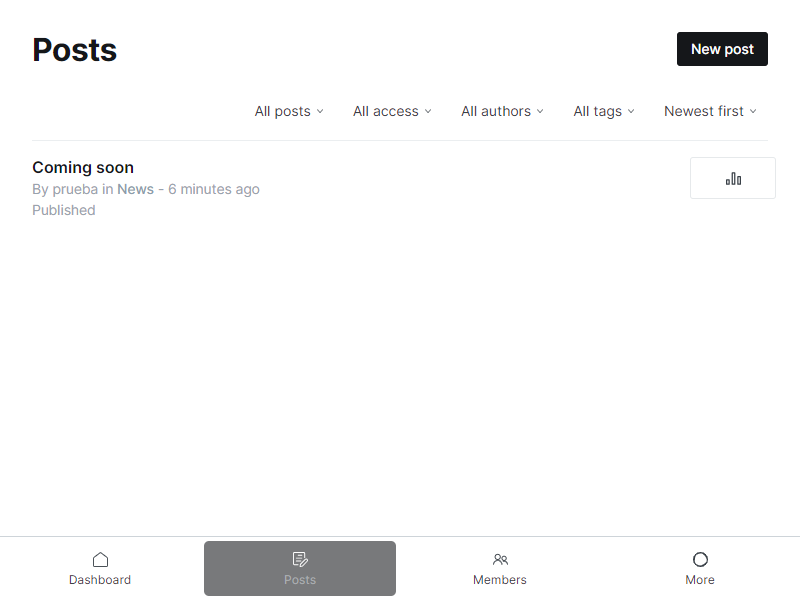 Posts
New post
All posts
All access
All authors
All tags
Newest first
Coming soon
By prueba in News - 6 minutes ago
Published
Dashboard
Posts
Members
More